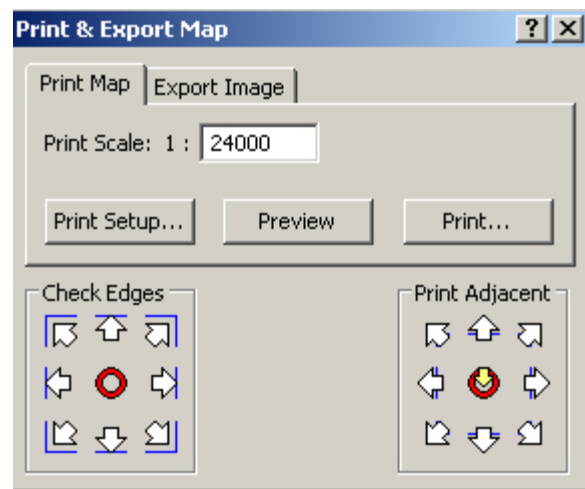 Print & Export Map
Print Map Export Image
Print Scale: 1 : 24000
Print Setup... Preview Print...
Check Edges Print Adjacent